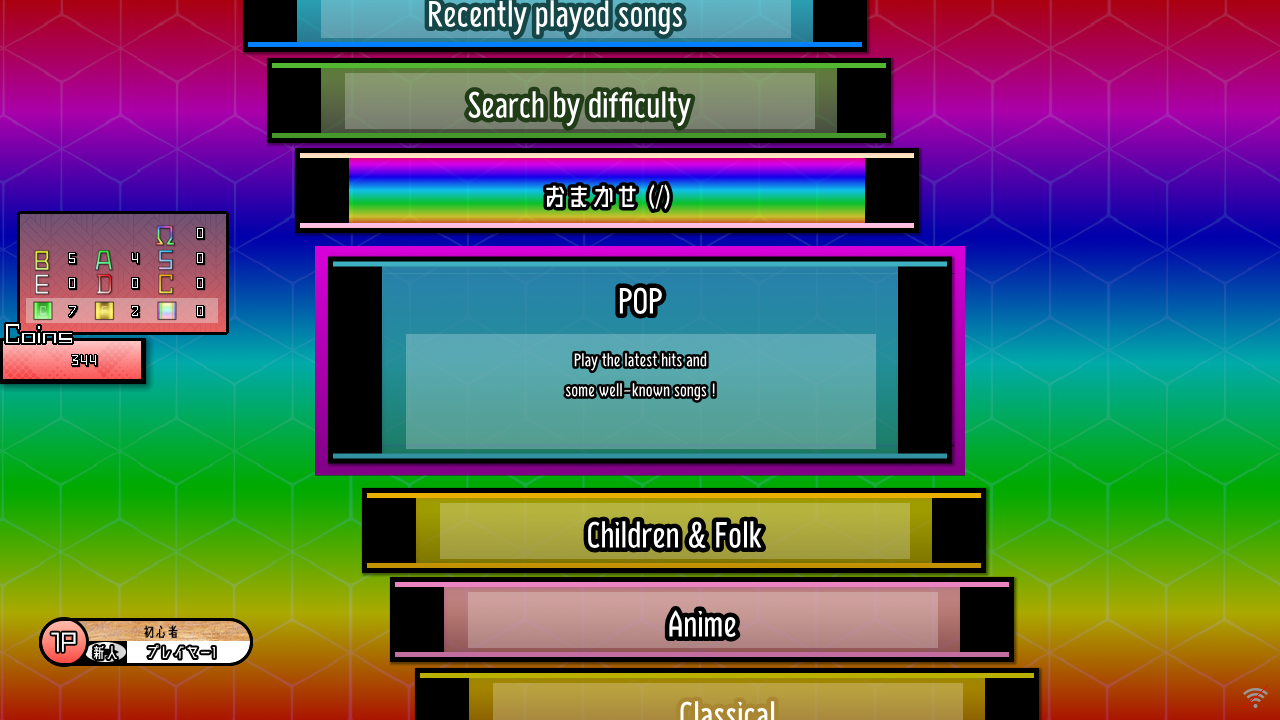 Recently played songs
Search by difficulty
おまかせ (/)
Ω 0
B 5 A 4 S 0
E 0 D 0 C 0
7 2 0
Coins
344
POP
Play the latest hits and
some well-known songs !
Children & Folk
Anime
Classical
1P
初心者
新人 プレイヤー1